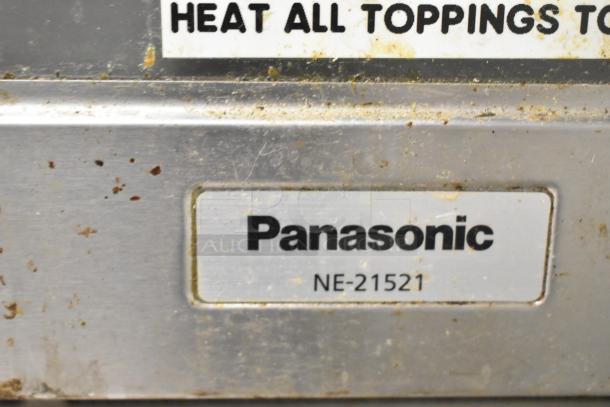 HEAT ALL TOPPINGS TO
Panasonic
NE-21521